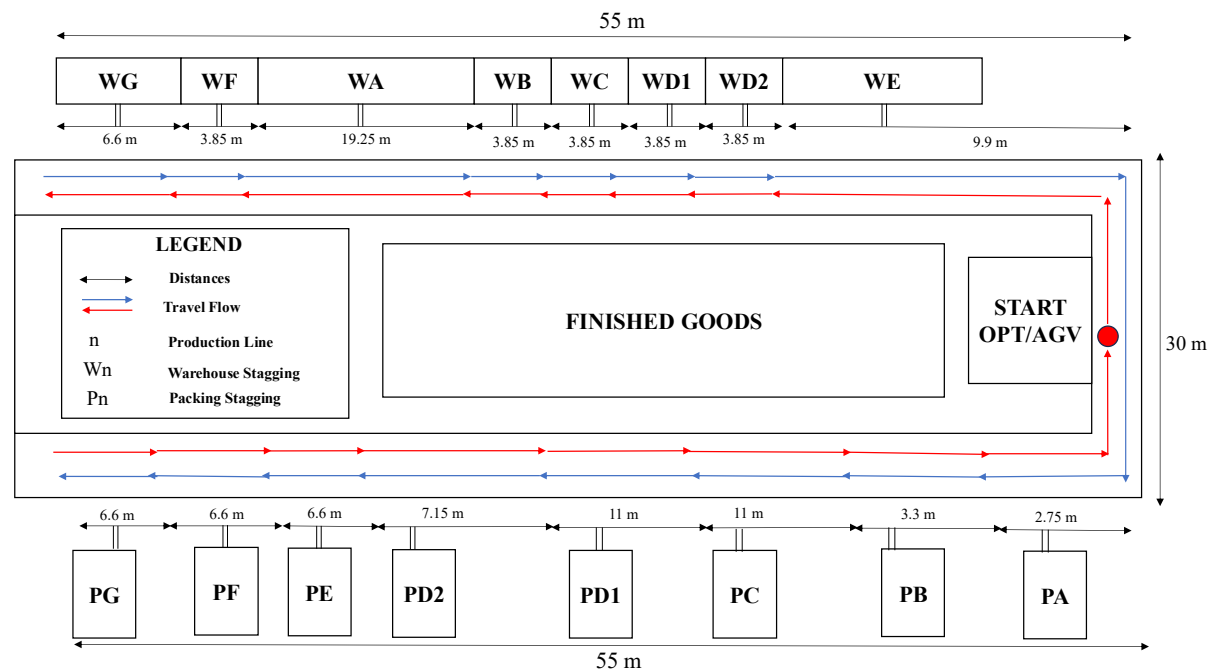 55 m
WG WF WA WB WC WD1 WD2 WE
6.6 m 3.85 m 19.25 m 3.85 m 3.85 m 3.85 m 3.85 m 9.9 m
LEGEND
Distances
Travel Flow
n Production Line
Wn Warehouse Stagging
Pn Packing Stagging
FINISHED GOODS
START
OPT/AGV
30 m
6.6 m 6.6 m 6.6 m 7.15 m 11 m 11 m 3.3 m 2.75 m
PG PF PE PD2 PD1 PC PB PA
55 m